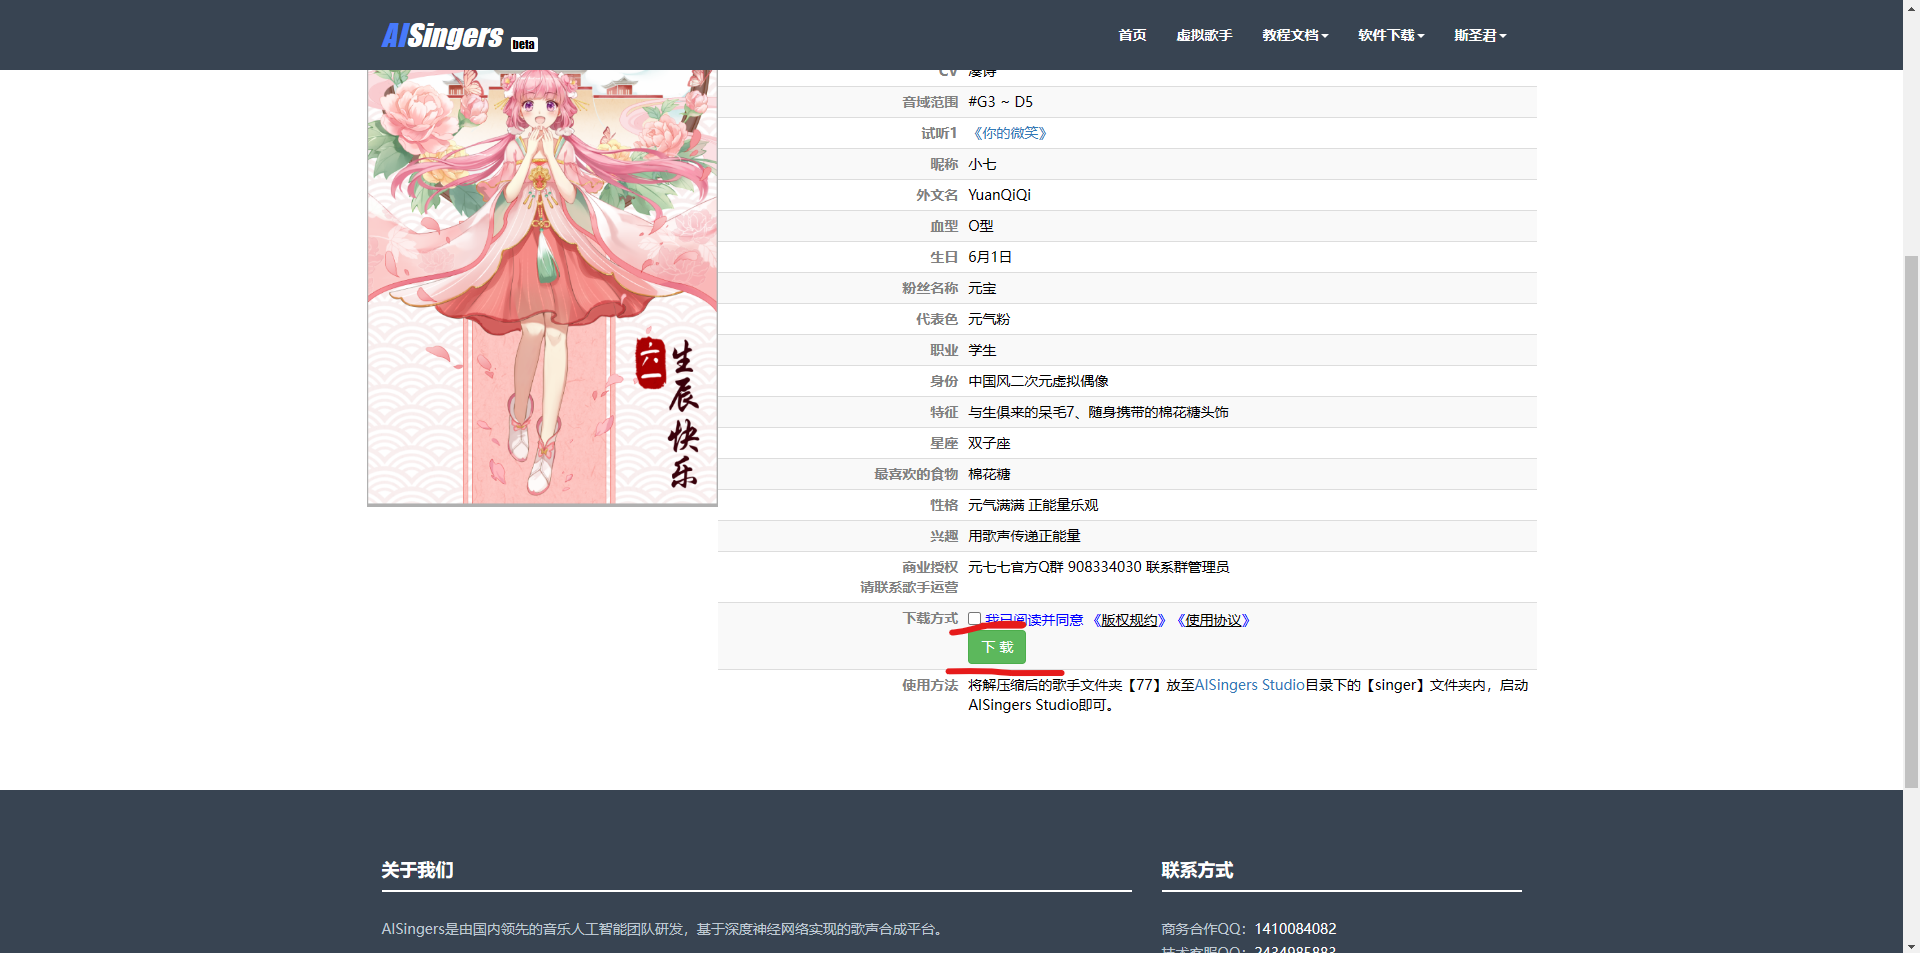 AISingers beta
首页 虚拟歌手 教程文档 软件下载 斯圣君
CV 凌诗
音域范围 #G3 ~ D5
试听1 《你的微笑》
昵称 小七
外文名 YuanQiQi
血型 O型
生日 6月1日
粉丝名称 元宝
代表色 元气粉
职业 学生
身份 中国风二次元虚拟偶像
特征 与生俱来的呆毛7、随身携带的棉花糖头饰
星座 双子座
最喜欢的食物 棉花糖
性格 元气满满 正能量乐观
兴趣 用歌声传递正能量
商业授权 元七七官方Q群 908334030 联系群管理员
请联系歌手运营
下载方式 我已阅读并同意 《版权规约》 《使用协议》
下 载
使用方法 将解压缩后的歌手文件夹【77】放至AISingers Studio目录下的【singer】文件夹内，启动
AISingers Studio即可。
六一
生辰快乐
关于我们
AISingers是由国内领先的音乐人工智能团队研发，基于深度神经网络实现的歌声合成平台。
联系方式
商务合作QQ：1410084082
技术客服QQ：2434985883